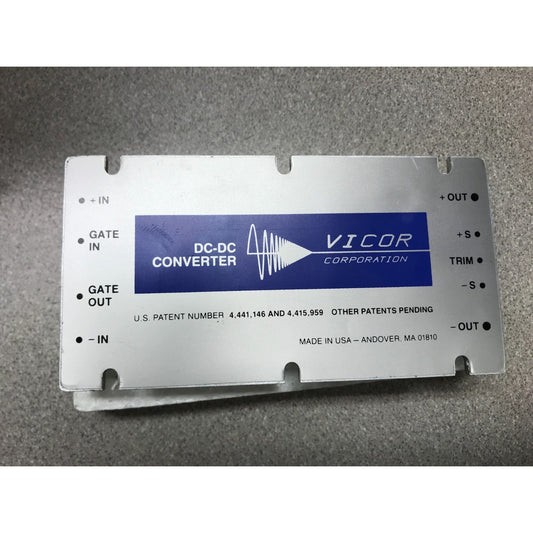 + IN
GATE
IN
GATE
OUT
− IN
DC-DC
CONVERTER
VICOR
CORPORATION
U.S. PATENT NUMBER 4,441,146 AND 4,415,959 OTHER PATENTS PENDING
MADE IN USA – ANDOVER, MA 01810
+ OUT
+ S
TRIM
− S
− OUT